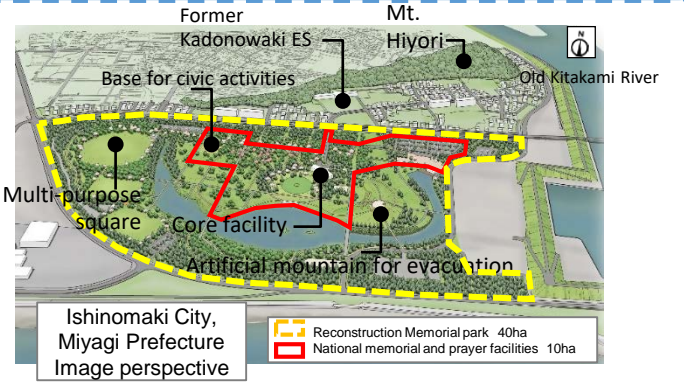 Former
Kadonowaki ES
Mt.
Hiyori
N
Base for civic activities
Old Kitakami River
Multi-purpose
square
Core facility
Artificial mountain for evacuation
Ishinomaki City,
Miyagi Prefecture
Image perspective
Reconstruction Memorial park 40ha
National memorial and prayer facilities 10ha